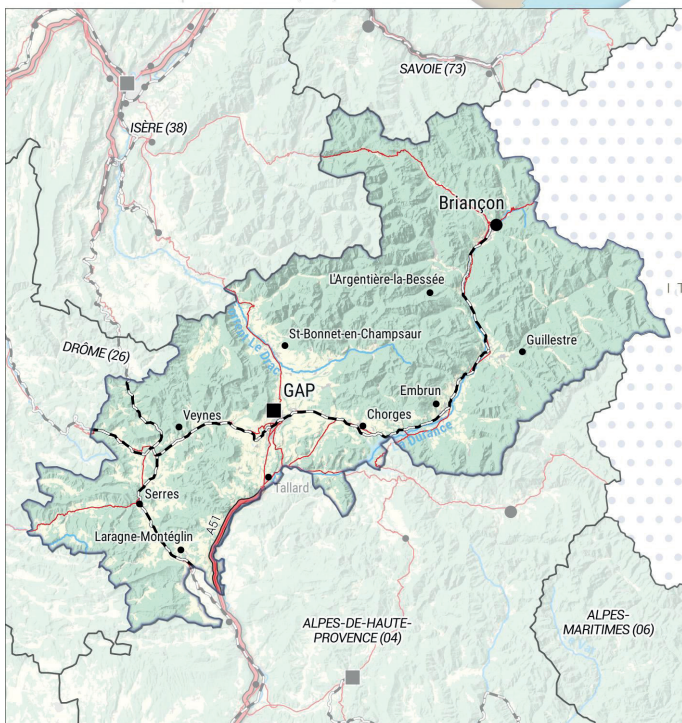 SAVOIE (73)
ISÈRE (38)
Briançon
L'Argentière-la-Bessée
I T
St-Bonnet-en-Champsaur
Guillestre
DRÔME (26)
GAP
Embrun
Veynes
Chorges
Durance
Tallard
Serres
A51
Laragne-Montéglin
ALPES-DE-HAUTE-
PROVENCE (04)
ALPES-
MARITIMES (06)